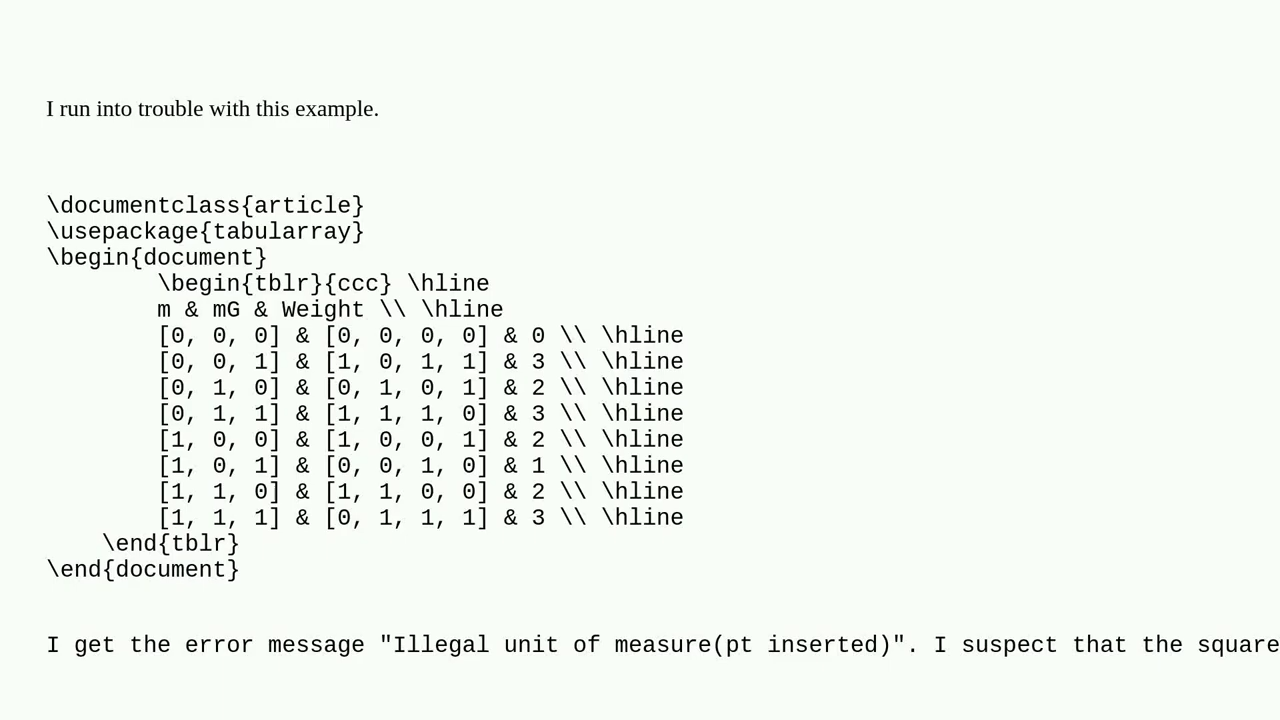 I run into trouble with this example.
\documentclass{article}
\usepackage{tabularray}
\begin{document}
        \begin{tblr}{ccc} \hline
        m & mG & Weight \\ \hline
        [0, 0, 0] & [0, 0, 0, 0] & 0 \\ \hline
        [0, 0, 1] & [1, 0, 1, 1] & 3 \\ \hline
        [0, 1, 0] & [0, 1, 0, 1] & 2 \\ \hline
        [0, 1, 1] & [1, 1, 1, 0] & 3 \\ \hline
        [1, 0, 0] & [1, 0, 0, 1] & 2 \\ \hline
        [1, 0, 1] & [0, 0, 1, 0] & 1 \\ \hline
        [1, 1, 0] & [1, 1, 0, 0] & 2 \\ \hline
        [1, 1, 1] & [0, 1, 1, 1] & 3 \\ \hline
    \end{tblr}
\end{document}
I get the error message "Illegal unit of measure(pt inserted)". I suspect that the square